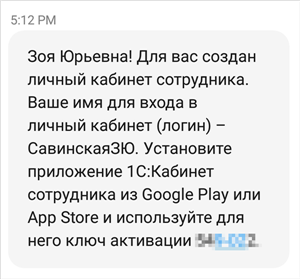 5:12 PM
Зоя Юрьевна! Для вас создан
личный кабинет сотрудника.
Ваше имя для входа в
личный кабинет (логин) –
СавинскаяЗЮ. Установите
приложение 1С:Кабинет
сотрудника из Google Play или
App Store и используйте для
него ключ активации